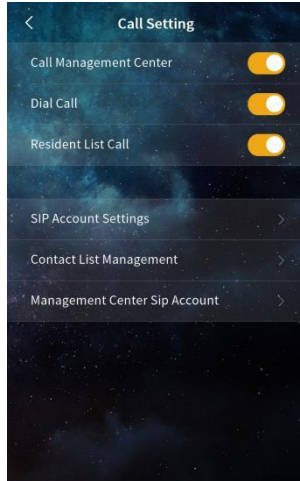 Call Setting
Call Management Center
Dial Call
Resident List Call
SIP Account Settings
Contact List Management
Management Center Sip Account